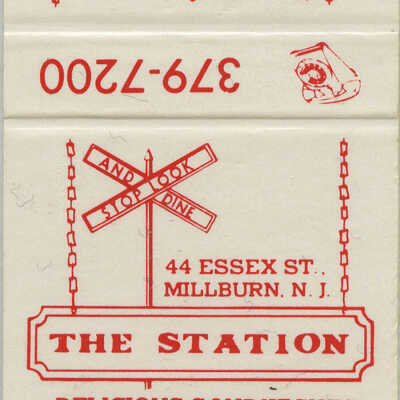 379-7200
STOP LOOK
AND DINE
44 ESSEX ST.,
MILLBURN, N. J.
THE STATION